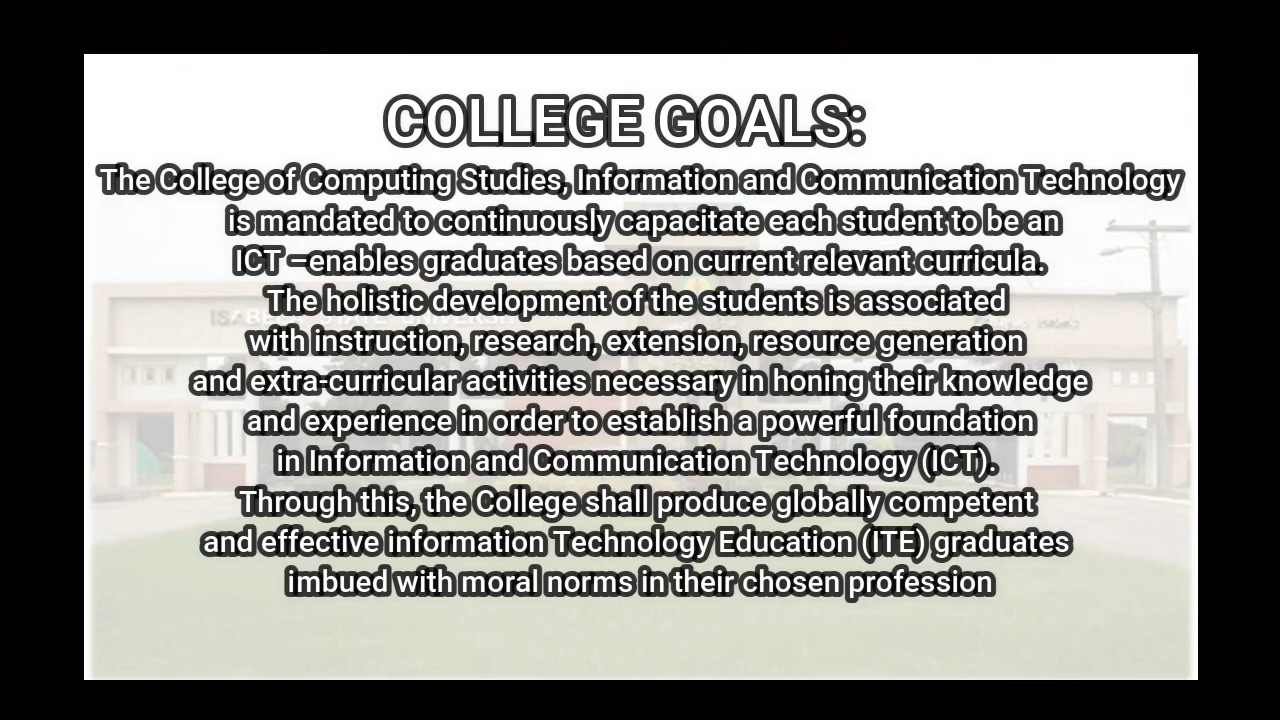 COLLEGE GOALS:
The College of Computing Studies, Information and Communication Technology
is mandated to continuously capacitate each student to be an
ICT –enables graduates based on current relevant curricula.
The holistic development of the students is associated
with instruction, research, extension, resource generation
and extra-curricular activities necessary in honing their knowledge
and experience in order to establish a powerful foundation
in Information and Communication Technology (ICT).
Through this, the College shall produce globally competent
and effective information Technology Education (ITE) graduates
imbued with moral norms in their chosen profession